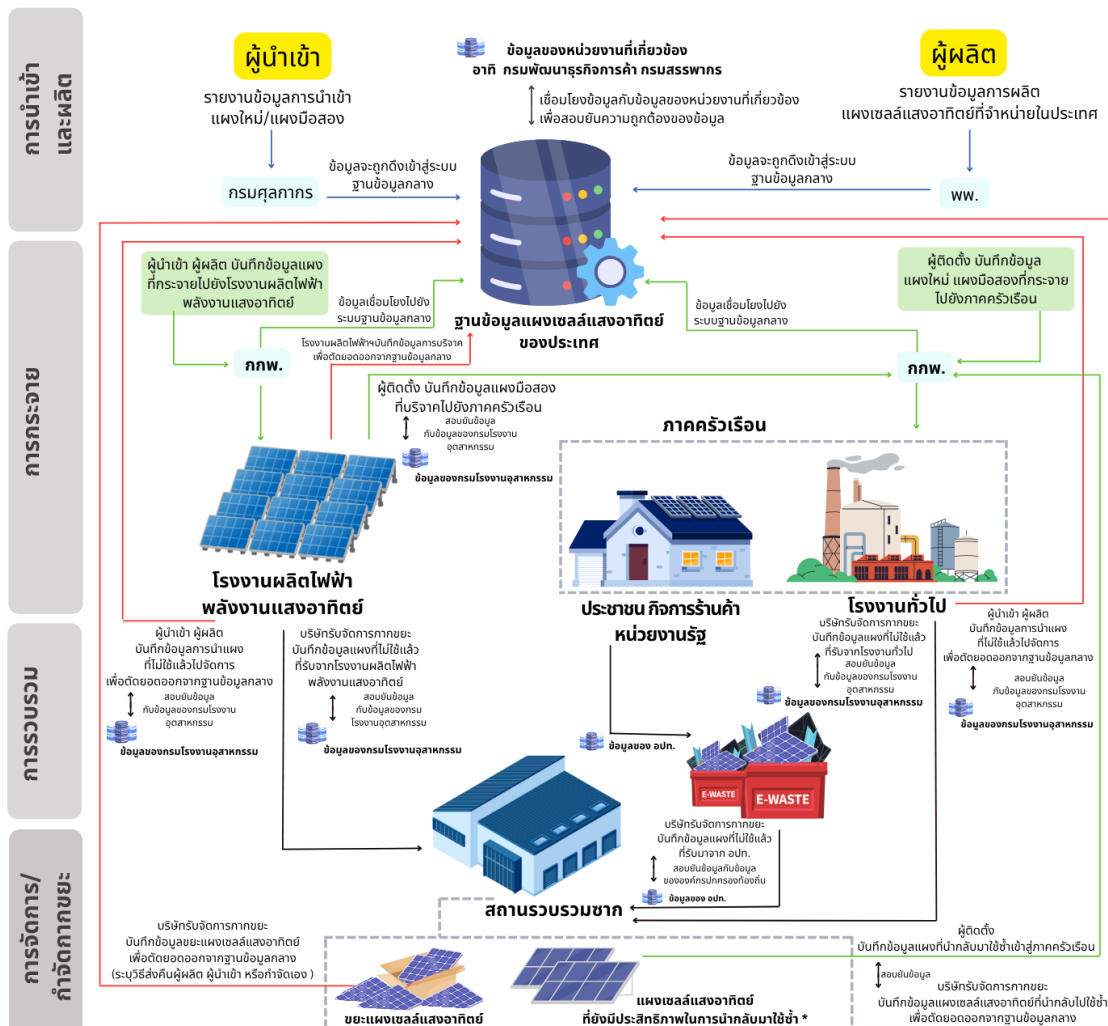 การนำเข้า
และผลิต
ผู้นำเข้า
รายงานข้อมูลการนำเข้า
แผงใหม่/แผงมือสอง
กรมศุลกากร
ข้อมูลจะถูกดึงเข้าสู่ระบบ
ฐานข้อมูลกลาง
ข้อมูลของหน่วยงานที่เกี่ยวข้อง
อาทิ กรมพัฒนาธุรกิจการค้า กรมสรรพากร
เชื่อมโยงข้อมูลกับข้อมูลของหน่วยงานที่เกี่ยวข้อง
เพื่อสอบยันความถูกต้องของข้อมูล
ผู้ผลิต
รายงานข้อมูลการผลิต
แผงเซลล์แสงอาทิตย์ที่จำหน่ายในประเทศ
ข้อมูลจะถูกดึงเข้าสู่ระบบ
ฐานข้อมูลกลาง
พพ.
ฐานข้อมูลแผงเซลล์แสงอาทิตย์
ของประเทศ
การกระจาย
ผู้นำเข้า ผู้ผลิต บันทึกข้อมูลแผง
ที่กระจายไปยังโรงงานผลิตไฟฟ้า
พลังงานแสงอาทิตย์
กกพ.
ข้อมูลเชื่อมโยงไปยัง
ระบบฐานข้อมูลกลาง
โรงงานผลิตไฟฟ้าฯบันทึกข้อมูลการบริจาค
เพื่อตัดยอดออกจากฐานข้อมูลกลาง
ผู้ติดตั้ง บันทึกข้อมูลแผงมือสอง
ที่บริจาคไปยังภาคครัวเรือน
สอบยันข้อมูล
กับข้อมูลของกรมโรงงาน
อุตสาหกรรม
ข้อมูลของกรมโรงงานอุสาหกรรม
ข้อมูลเชื่อมโยงไปยัง
ระบบฐานข้อมูลกลาง
ผู้ติดตั้ง บันทึกข้อมูล
แผงใหม่ แผงมือสองที่กระจาย
ไปยังภาคครัวเรือน
กกพ.
ภาคครัวเรือน
โรงงานผลิตไฟฟ้า
พลังงานแสงอาทิตย์
ประชาชน กิจการร้านค้า
หน่วยงานรัฐ
โรงงานทั่วไป
การรวบรวม
ผู้นำเข้า ผู้ผลิต
บันทึกข้อมูลการนำแผง
ที่ไม่ใช้แล้วไปจัดการ
เพื่อตัดยอดออกจากฐานข้อมูลกลาง
สอบยันข้อมูล
กับข้อมูลของกรมโรงงาน
อุตสาหกรรม
ข้อมูลของกรมโรงงานอุสาหกรรม
บริษัทรับจัดการกากขยะ
บันทึกข้อมูลแผงที่ไม่ใช้แล้ว
ที่รับจากโรงงานผลิตไฟฟ้า
พลังงานแสงอาทิตย์
สอบยันข้อมูล
กับข้อมูลของกรม
โรงงานอุตสาหกรรม
ข้อมูลของกรมโรงงานอุสาหกรรม
บริษัทรับจัดการกากขยะ
บันทึกข้อมูลแผงที่ไม่ใช้แล้ว
ที่รับจากโรงงานทั่วไป
สอบยันข้อมูล
กับข้อมูลของกรมโรงงาน
อุตสาหกรรม
ข้อมูลของกรมโรงงานอุสาหกรรม
ผู้นำเข้า ผู้ผลิต
บันทึกข้อมูลการนำแผง
ที่ไม่ใช้แล้วไปจัดการ
เพื่อตัดยอดออกจากฐานข้อมูลกลาง
สอบยันข้อมูล
กับข้อมูลของกรมโรงงาน
อุตสาหกรรม
ข้อมูลของกรมโรงงานอุสาหกรรม
ข้อมูลของ อปท.
E-WASTE
E-WASTE
บริษัทรับจัดการกากขยะ
บันทึกข้อมูลแผงที่ไม่ใช้แล้ว
ที่รับมาจาก อปท.
สอบยันข้อมูลกับข้อมูล
ขององค์กรปกครองท้องถิ่น
ข้อมูลของ อปท.
สถานรวบรวมซาก
การจัดการ/
กำจัดกากขยะ
บริษัทรับจัดการกากขยะ
บันทึกข้อมูลขยะแผงเซลล์แสงอาทิตย์
เพื่อตัดยอดออกจากฐานข้อมูลกลาง
(ระบุวิธีส่งคืนผู้ผลิต ผู้นำเข้า หรือกำจัดเอง )
ขยะแผงเซลล์แสงอาทิตย์
แผงเซลล์แสงอาทิตย์
ที่ยังมีประสิทธิภาพในการนำกลับมาใช้ซ้ำ *
ผู้ติดตั้ง
บันทึกข้อมูลแผงที่นำกลับมาใช้ซ้ำเข้าสู่ภาคครัวเรือน
สอบยันข้อมูล
บริษัทรับจัดการกากขยะ
บันทึกข้อมูลแผงเซลล์แสงอาทิตย์ที่นำกลับไปใช้ซ้ำ
เพื่อตัดยอดออกจากฐานข้อมูลกลาง